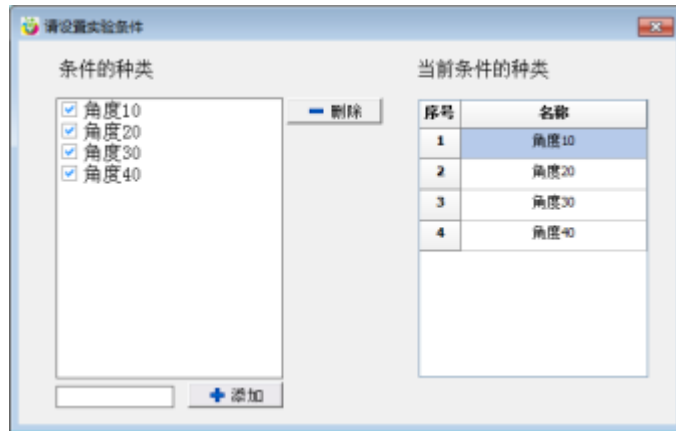 请设置实验条件
条件的种类
当前条件的种类
角度10
角度20
角度30
角度40
删除
序号 名称
1 角度10
2 角度20
3 角度30
4 角度40
添加